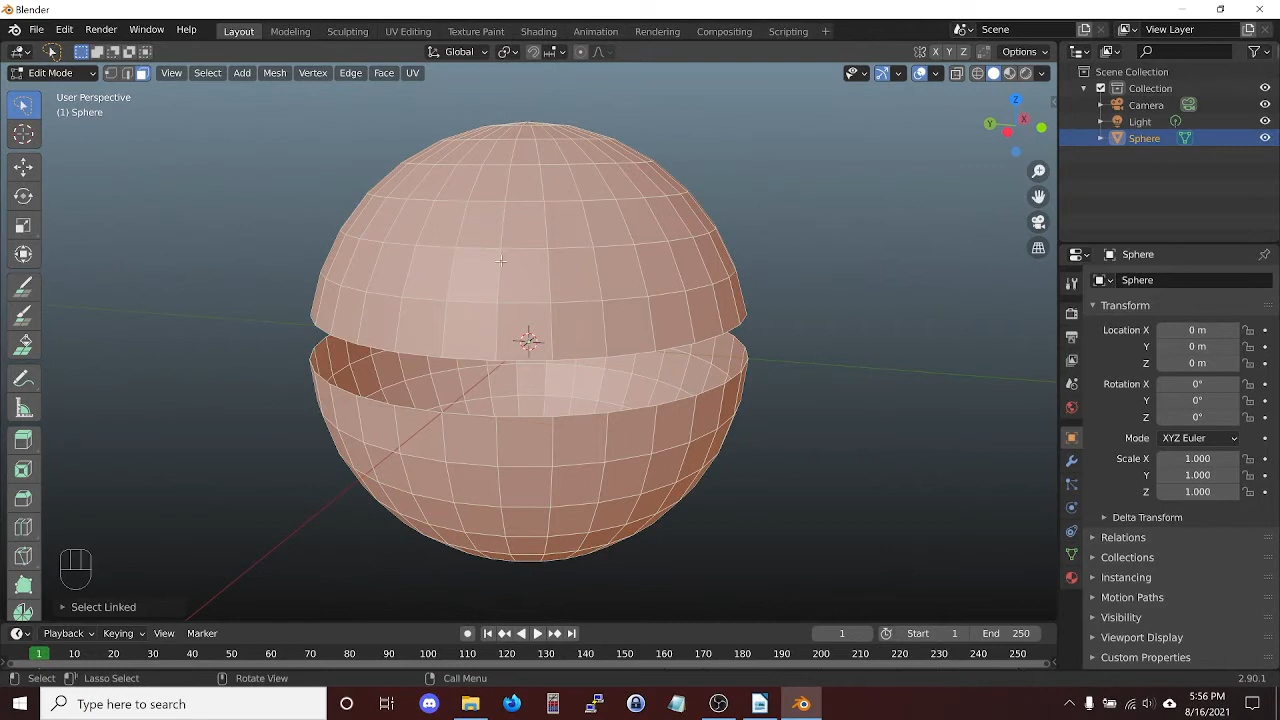 Blender
File Edit Render Window Help Layout Modeling Sculpting UV Editing Texture Paint Shading Animation Rendering Compositing Scripting + Scene View Layer
Global X Y Z Options
Edit Mode View Select Add Mesh Vertex Edge Face UV
User Perspective
(1) Sphere
Z
Y
X
Select Linked
Scene Collection
Collection
Camera
Light
Sphere
Sphere
Sphere
Transform
Location X 0 m
Y 0 m
Z 0 m
Rotation X 0°
Y 0°
Z 0°
Mode XYZ Euler
Scale X 1.000
Y 1.000
Z 1.000
Delta Transform
Relations
Collections
Instancing
Motion Paths
Visibility
Viewport Display
Custom Properties
Playback Keying View Marker 1 Start 1 End 250
1 10 20 30 40 50 60 70 80 90 100 110 120 130 140 150 160 170 180 190 200 210 220 230 240 250
Select Lasso Select Rotate View Call Menu 2.90.1
Type here to search
5:56 PM
8/16/2021